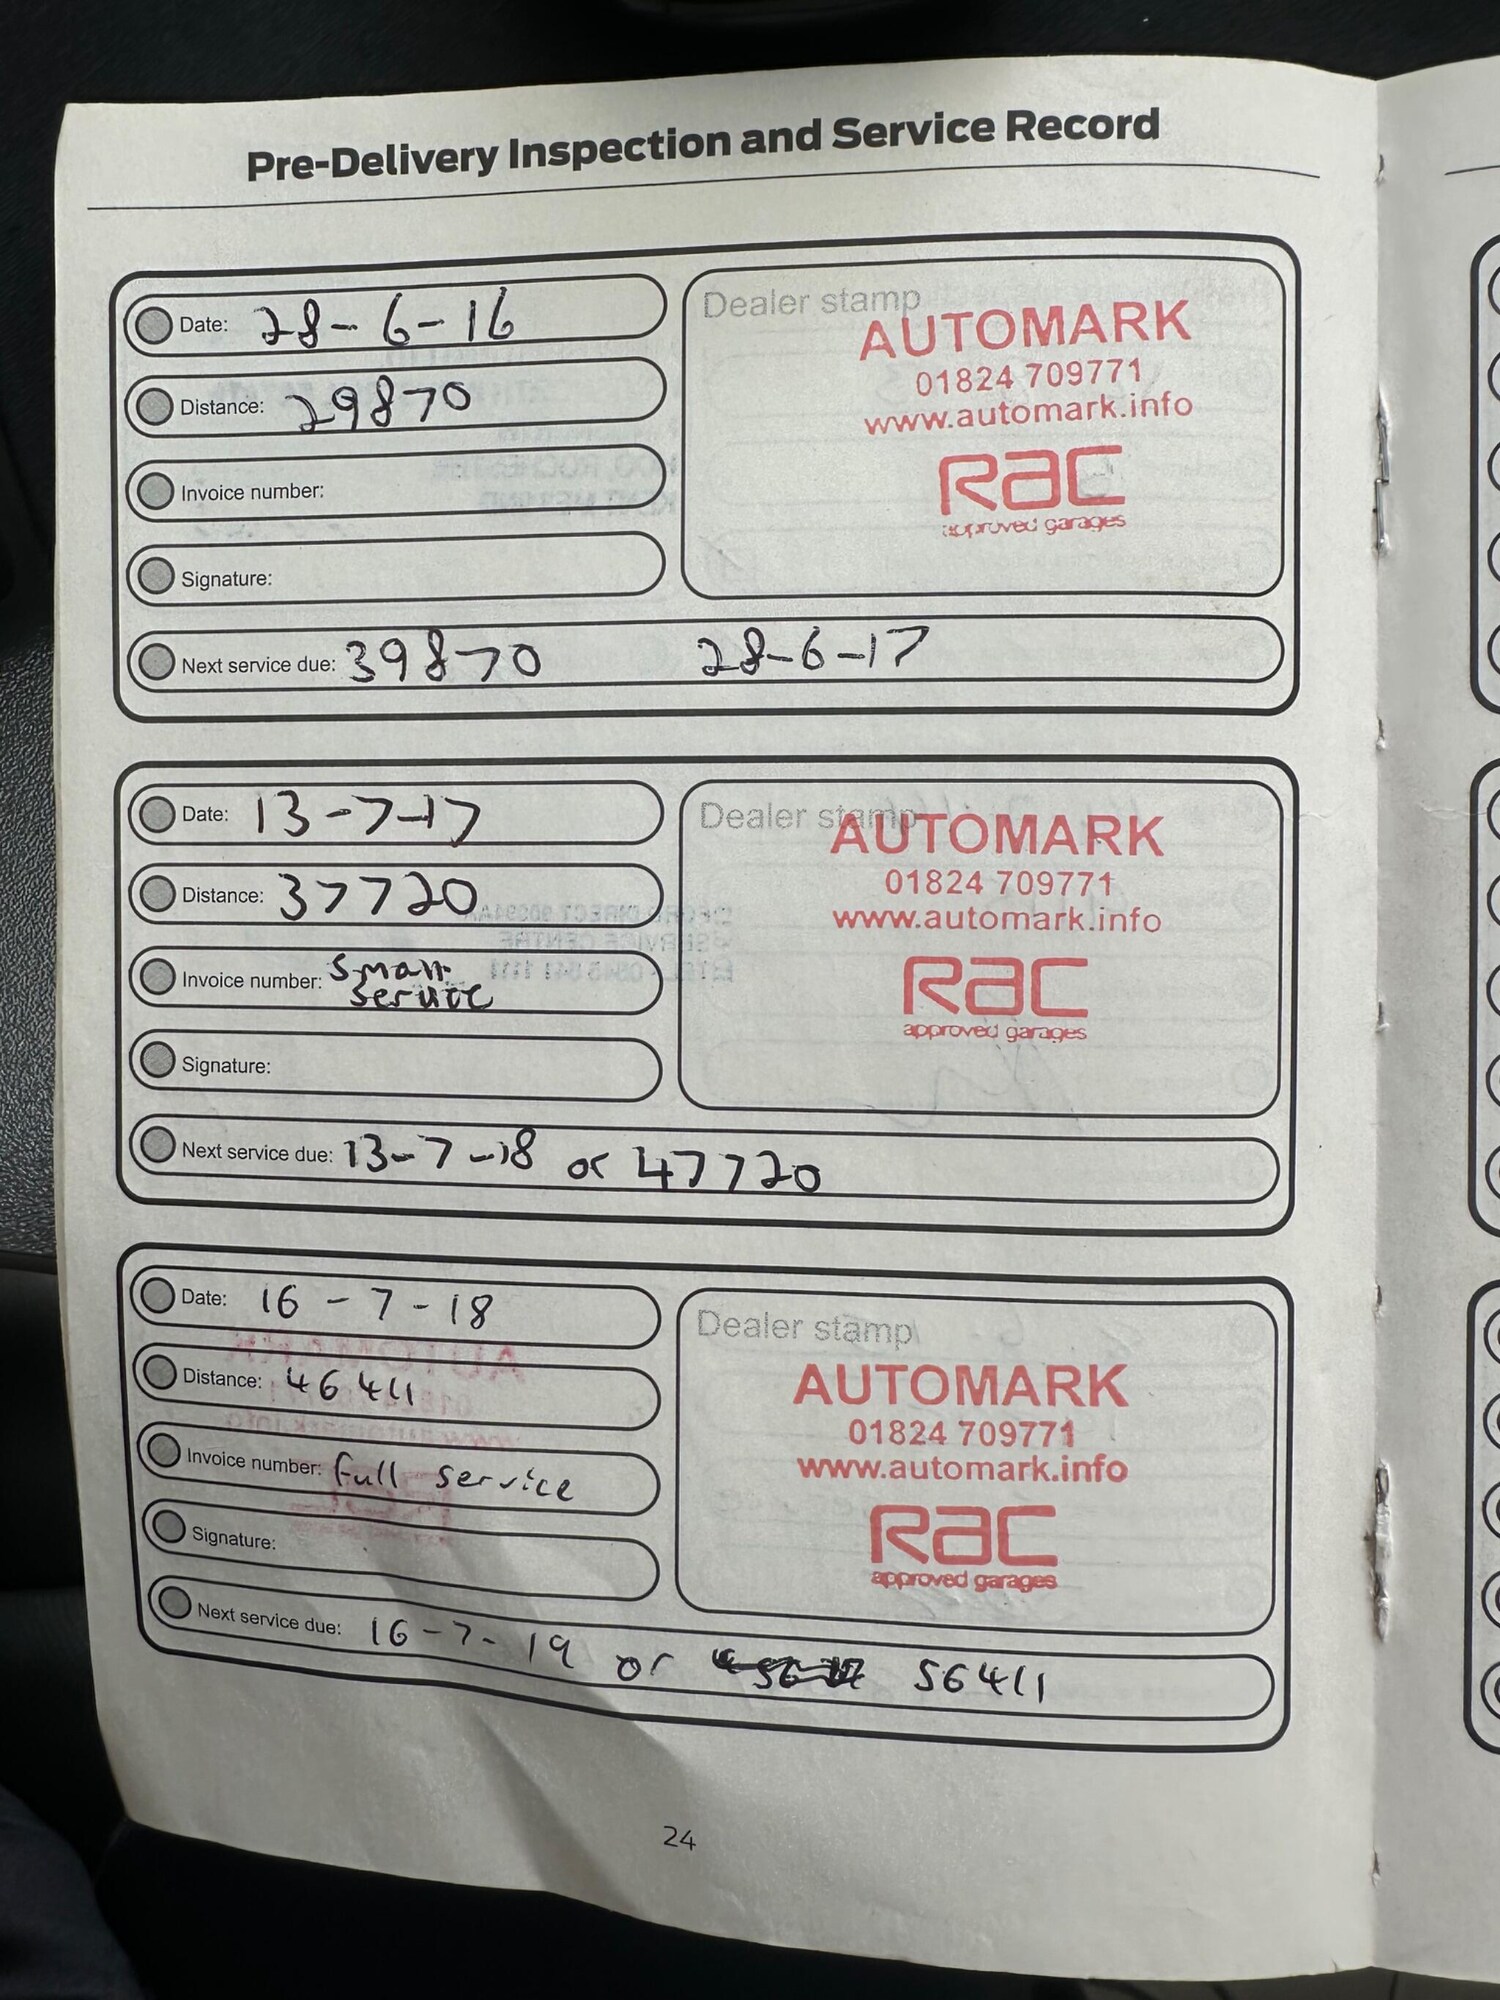 Pre-Delivery Inspection and Service Record
Date: 28-6-16
Distance: 29870
Invoice number:
Signature:
Next service due: 39870 28-6-17
Dealer stamp
AUTOMARK
01824 709771
www.automark.info
RAC
approved garages
Date: 13-7-17
Distance: 37720
Invoice number: Small
Service
Signature:
Next service due: 13-7-18 or 47720
Dealer stamp
AUTOMARK
01824 709771
www.automark.info
RAC
approved garages
Date: 16-7-18
Distance: 46411
Invoice number: Full service
Signature:
Next service due: 16-7-19 or 56411
Dealer stamp
AUTOMARK
01824 709771
www.automark.info
RAC
approved garages
24